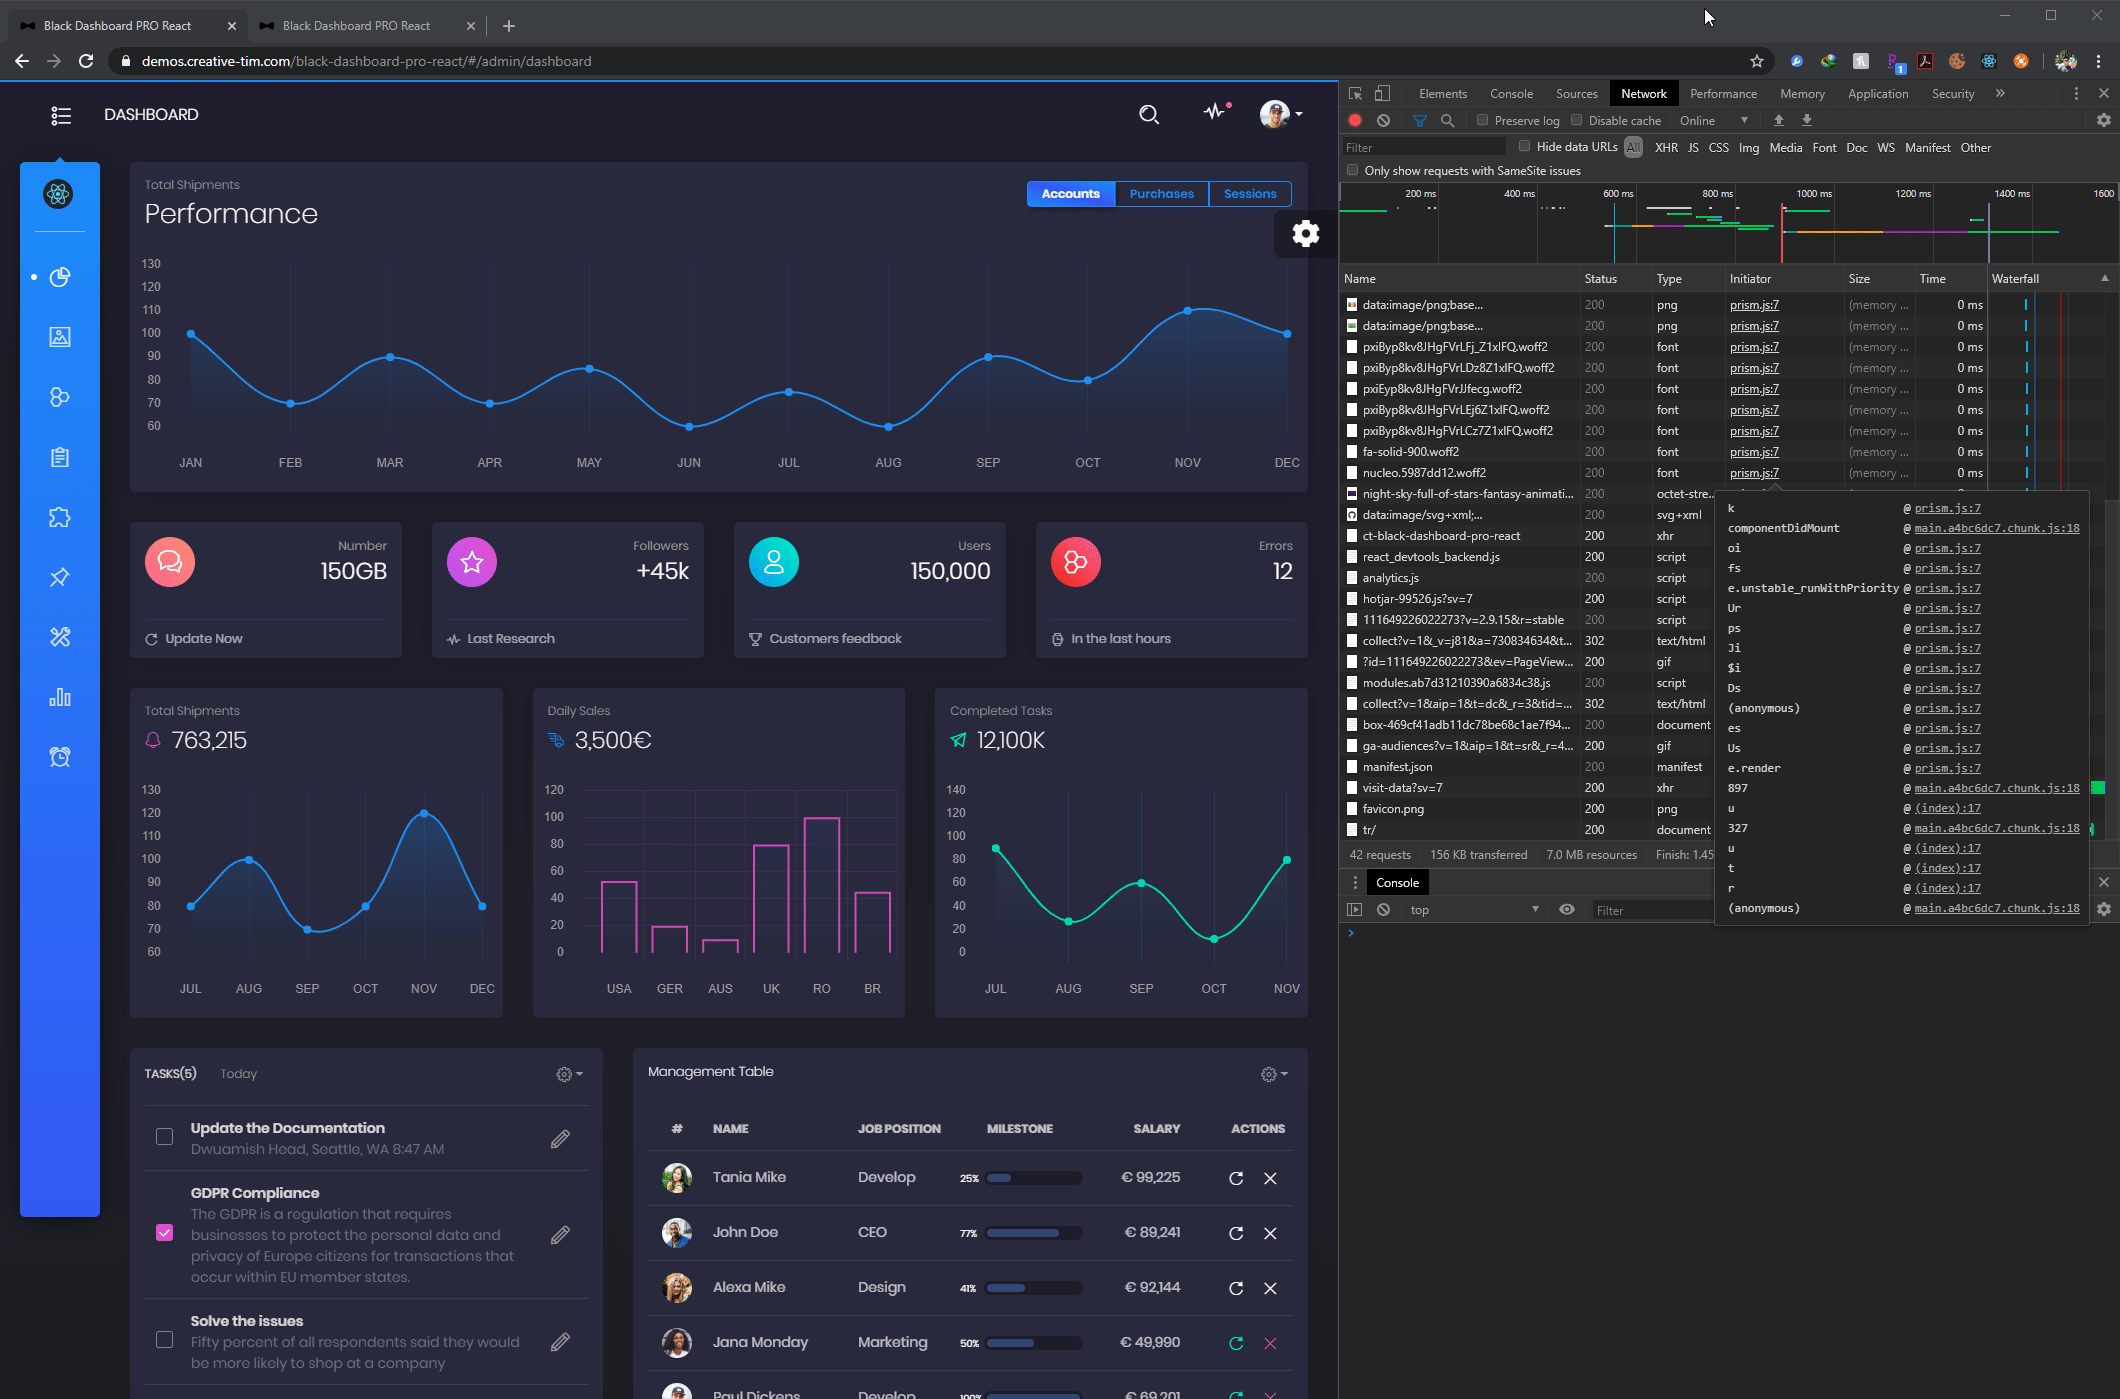 Black Dashboard PRO React
Black Dashboard PRO React
demos.creative-tim.com/black-dashboard-pro-react/#/admin/dashboard
1
DASHBOARD
Total Shipments
Performance
Accounts Purchases Sessions
130
120
110
100
90
80
70
60
JAN FEB MAR APR MAY JUN JUL AUG SEP OCT NOV DEC
Number
150GB
Update Now
Followers
+45k
Last Research
Users
150,000
Customers feedback
Errors
12
In the last hours
Total Shipments
763,215
130
120
110
100
90
80
70
60
JUL AUG SEP OCT NOV DEC
Daily Sales
3,500€
120
100
80
60
40
20
0
USA GER AUS UK RO BR
Completed Tasks
12,100K
140
120
100
80
60
40
20
0
JUL AUG SEP OCT NOV
TASKS(5) Today
Update the Documentation
Dwuamish Head, Seattle, WA 8:47 AM
GDPR Compliance
The GDPR is a regulation that requires
businesses to protect the personal data and
privacy of Europe citizens for transactions that
occur within EU member states.
Solve the issues
Fifty percent of all respondents said they would
be more likely to shop at a company
Management Table
# NAME JOB POSITION MILESTONE SALARY ACTIONS
Tania Mike Develop 25% € 99,225
John Doe CEO 77% € 89,241
Alexa Mike Design 41% € 92,144
Jana Monday Marketing 50% € 49,990
Paul Dickens Develop 100% € 69,201
Elements Console Sources Network Performance Memory Application Security
Preserve log Disable cache Online
Filter Hide data URLs All XHR JS CSS Img Media Font Doc WS Manifest Other
Only show requests with SameSite issues
200 ms 400 ms 600 ms 800 ms 1000 ms 1200 ms 1400 ms 1600
Name Status Type Initiator Size Time Waterfall
data:image/png;base... 200 png prism.js:7 (memory ... 0 ms
data:image/png;base... 200 png prism.js:7 (memory ... 0 ms
pxiByp8kv8JHgFVrLFj_Z1xlFQ.woff2 200 font prism.js:7 (memory ... 0 ms
pxiByp8kv8JHgFVrLDz8Z1xlFQ.woff2 200 font prism.js:7 (memory ... 0 ms
pxiEyp8kv8JHgFVrJJfecg.woff2 200 font prism.js:7 (memory ... 0 ms
pxiByp8kv8JHgFVrLEj6Z1xlFQ.woff2 200 font prism.js:7 (memory ... 0 ms
pxiByp8kv8JHgFVrLCz7Z1xlFQ.woff2 200 font prism.js:7 (memory ... 0 ms
fa-solid-900.woff2 200 font prism.js:7 (memory ... 0 ms
nucleo.5987dd12.woff2 200 font prism.js:7 (memory ... 0 ms
night-sky-full-of-stars-fantasy-animati... 200 octet-stre...
data:image/svg+xml;... 200 svg+xml
ct-black-dashboard-pro-react 200 xhr
react_devtools_backend.js 200 script
analytics.js 200 script
hotjar-99526.js?sv=7 200 script
111649226022273?v=2.9.15&r=stable 200 script
collect?v=1&_v=j81&a=730834634&t... 302 text/html
?id=111649226022273&ev=PageView... 200 gif
modules.ab7d31210390a6834c38.js 200 script
collect?v=1&aip=1&t=dc&_r=3&tid=... 302 text/html
box-469cf41adb11dc78be68c1ae7f94... 200 document
ga-audiences?v=1&aip=1&t=sr&_r=4... 200 gif
manifest.json 200 manifest
visit-data?sv=7 200 xhr
favicon.png 200 png
tr/ 200 document
k @ prism.js:7
componentDidMount @ main.a4bc6dc7.chunk.js:18
oi @ prism.js:7
fs @ prism.js:7
e.unstable_runWithPriority @ prism.js:7
Ur @ prism.js:7
ps @ prism.js:7
Ji @ prism.js:7
$i @ prism.js:7
Ds @ prism.js:7
(anonymous) @ prism.js:7
es @ prism.js:7
Us @ prism.js:7
e.render @ prism.js:7
897 @ main.a4bc6dc7.chunk.js:18
u @ (index):17
327 @ main.a4bc6dc7.chunk.js:18
u @ (index):17
t @ (index):17
r @ (index):17
(anonymous) @ main.a4bc6dc7.chunk.js:18
42 requests 156 KB transferred 7.0 MB resources Finish: 1.45
Console
top Filter